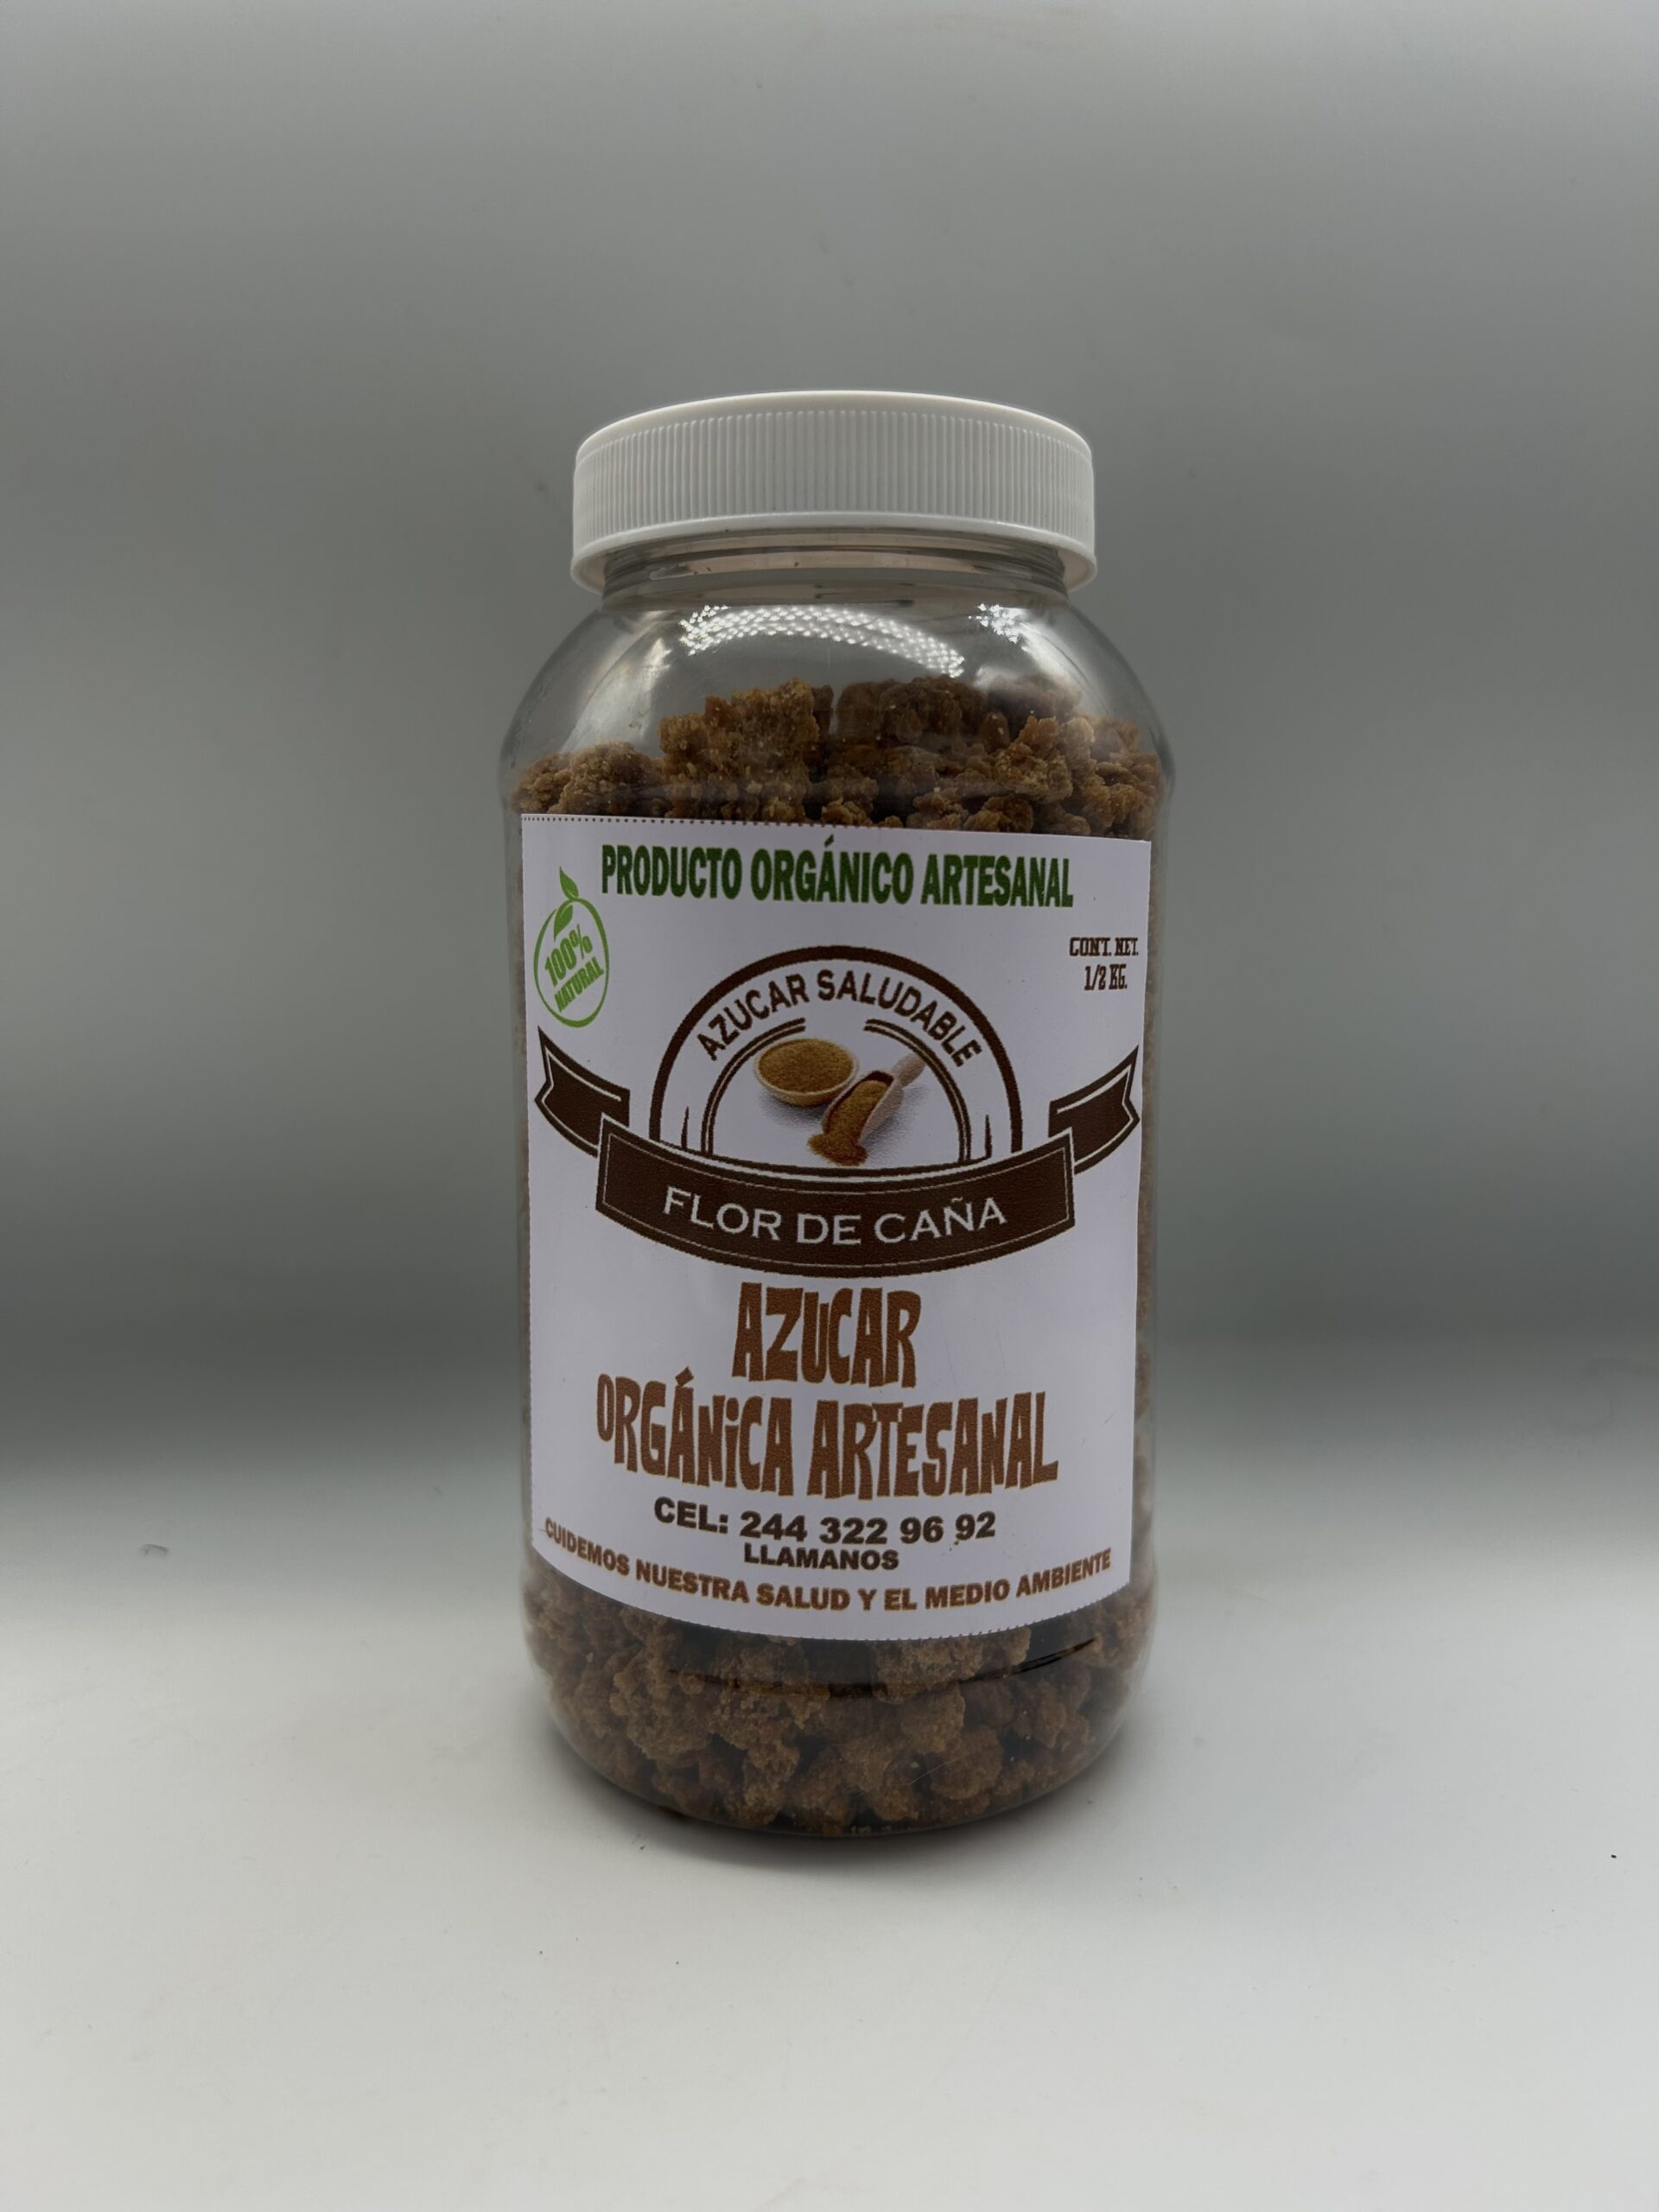 PRODUCTO ORGÁNICO ARTESANAL
100%
NATURAL
CONT. NET.
1/2 KG.
AZUCAR SALUDABLE
FLOR DE CAÑA
AZUCAR
ORGÁNiCA ARTESANAL
CEL: 244 322 96 92
LLAMANOS
CUIDEMOS NUESTRA SALUD Y EL MEDIO AMBIENTE